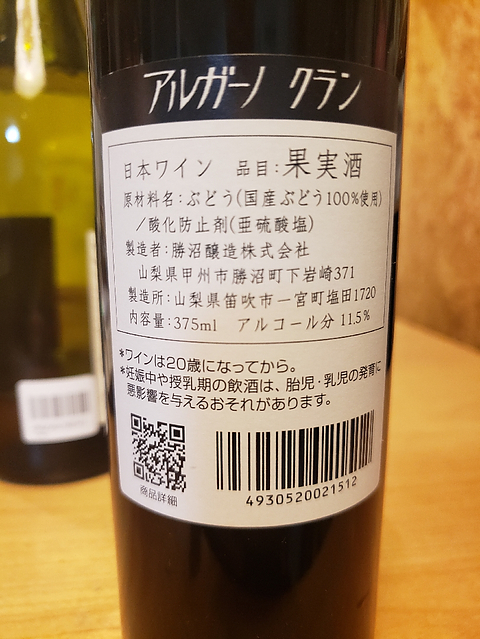 アルガーノ クラン
日本ワイン 品目:果実酒
原材料名:ぶどう(国産ぶどう100%使用)
/酸化防止剤(亜硫酸塩)
製造者:勝沼醸造株式会社
山梨県甲州市勝沼町下岩崎371
製造所:山梨県笛吹市一宮町塩田1720
内容量:375ml アルコール分 11.5%
*ワインは20歳になってから。
*妊娠中や授乳期の飲酒は、胎児・乳児の発育に
悪影響を与えるおそれがあります。
商品詳細
4930520021512